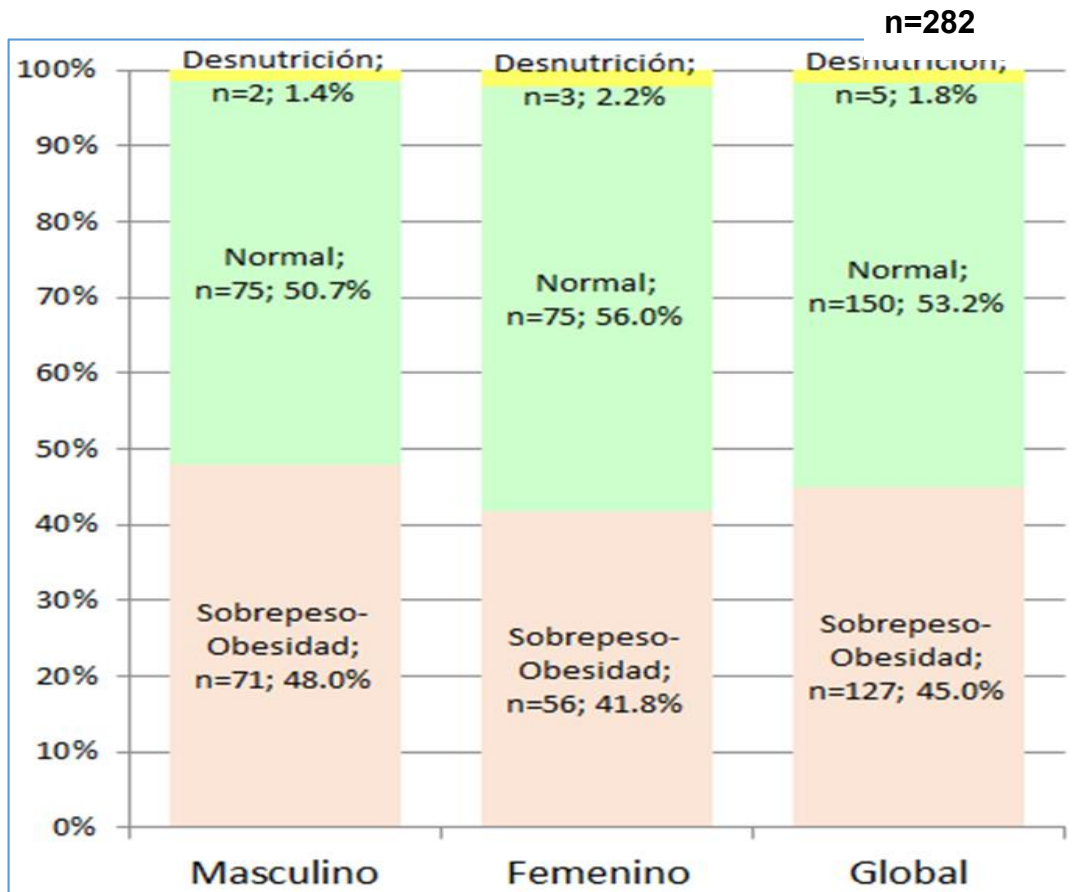 n=282
100%
90%
80%
70%
60%
50%
40%
30%
20%
10%
0%
Desnutrición;
n=2; 1.4%
Normal;
n=75; 50.7%
Sobrepeso-
Obesidad;
n=71; 48.0%
Desnutrición;
n=3; 2.2%
Normal;
n=75; 56.0%
Sobrepeso-
Obesidad;
n=56; 41.8%
Desnutrición;
n=5; 1.8%
Normal;
n=150; 53.2%
Sobrepeso-
Obesidad;
n=127; 45.0%
Masculino
Femenino
Global